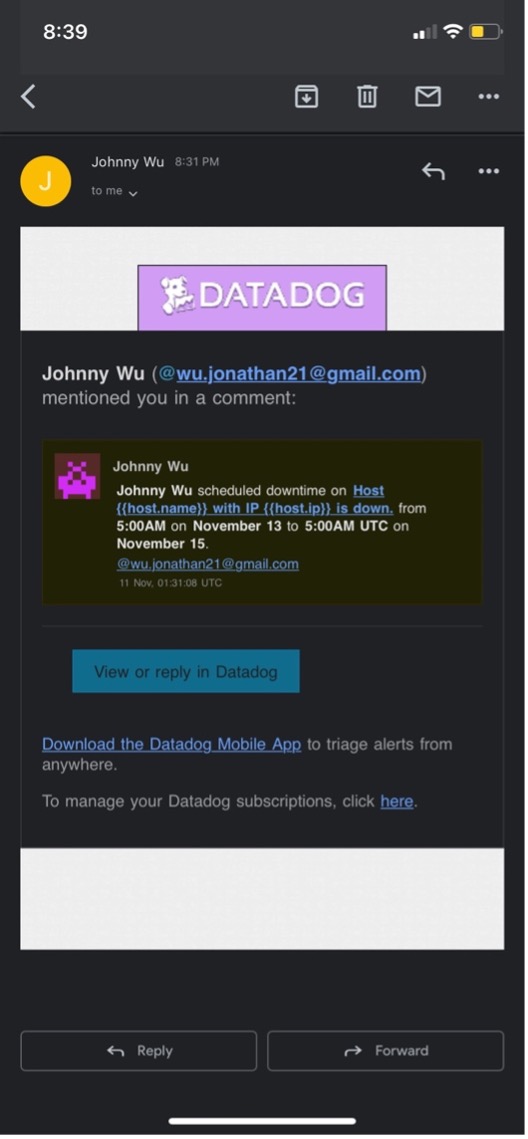 8:39
Johnny Wu 8:31 PM
J
to me
DATADOG
Johnny Wu (@wu.jonathan21@gmail.com)
mentioned you in a comment:
Johnny Wu
Johnny Wu scheduled downtime on Host
{{host.name}} with IP {{host.ip}} is down. from
5:00AM on November 13 to 5:00AM UTC on
November 15.
@wu.jonathan21@gmail.com
11 Nov, 01:31:08 UTC
View or reply in Datadog
Download the Datadog Mobile App to triage alerts from
anywhere.
To manage your Datadog subscriptions, click here.
Reply
Forward